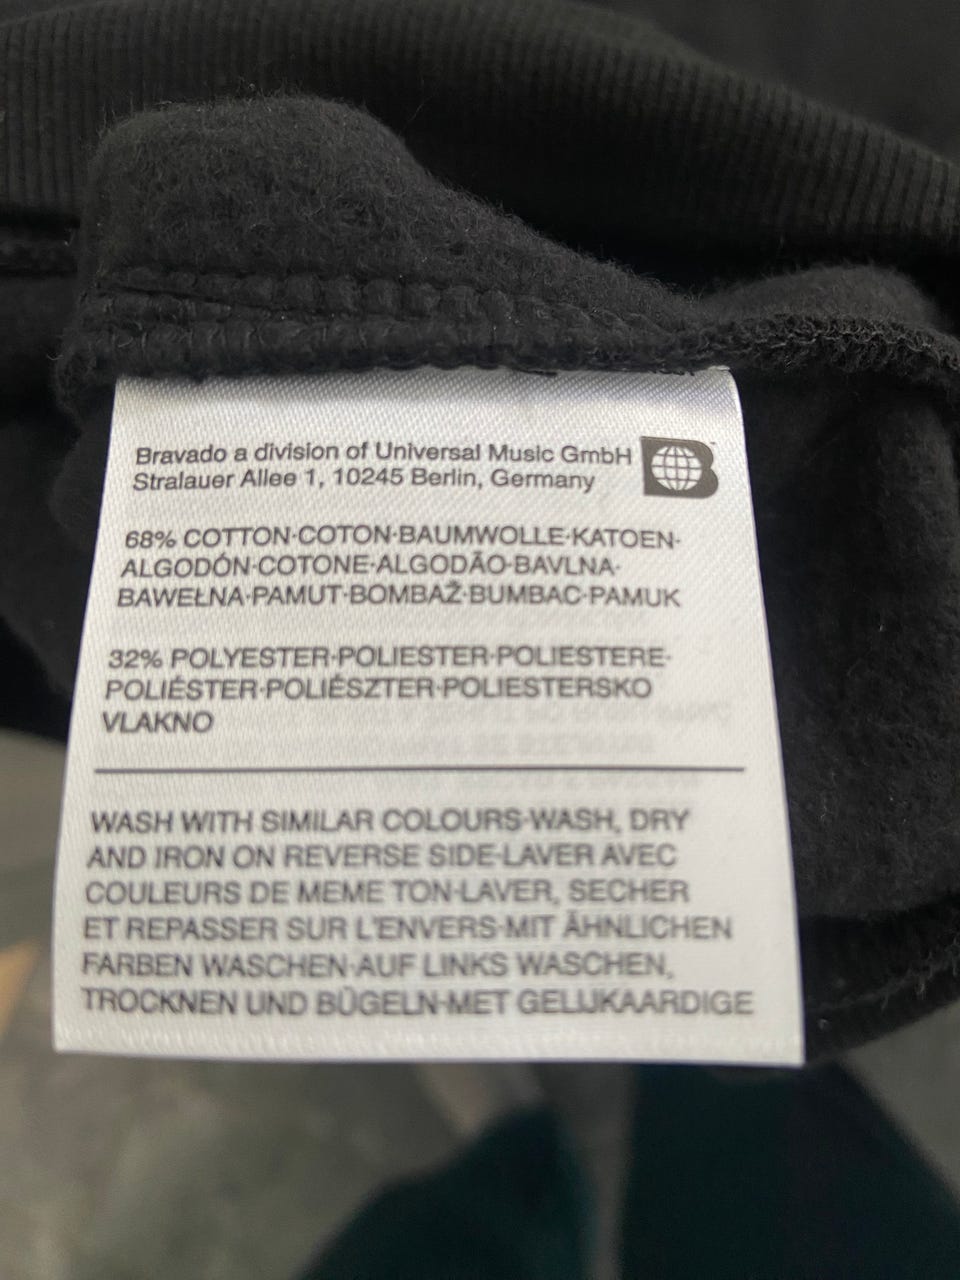 Bravado a division of Universal Music GmbH
Stralauer Allee 1, 10245 Berlin, Germany
B
68% COTTON·COTON·BAUMWOLLE·KATOEN·
ALGODÓN·COTONE·ALGODÃO·BAVLNA·
BAWEŁNA·PAMUT·BOMBAŽ·BUMBAC·PAMUK
32% POLYESTER·POLIESTER·POLIESTERE·
POLIÉSTER·POLIÉSZTER·POLIESTERSKO
VLAKNO
WASH WITH SIMILAR COLOURS·WASH, DRY
AND IRON ON REVERSE SIDE·LAVER AVEC
COULEURS DE MEME TON·LAVER, SECHER
ET REPASSER SUR L'ENVERS·MIT ÄHNLICHEN
FARBEN WASCHEN·AUF LINKS WASCHEN,
TROCKNEN UND BÜGELN·MET GELIJKAARDIGE